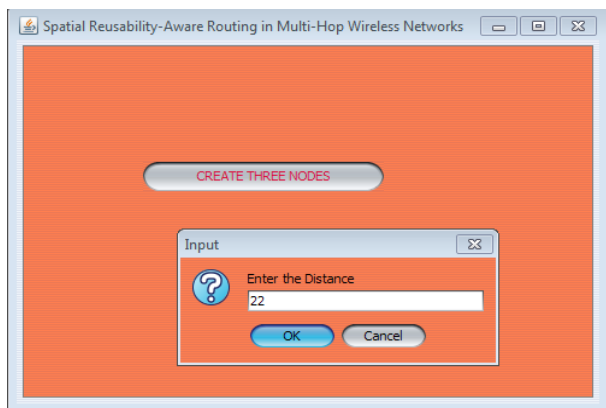 Spatial Reusability-Aware Routing in Multi-Hop Wireless Networks
CREATE THREE NODES
Input
Enter the Distance
22
OK
Cancel